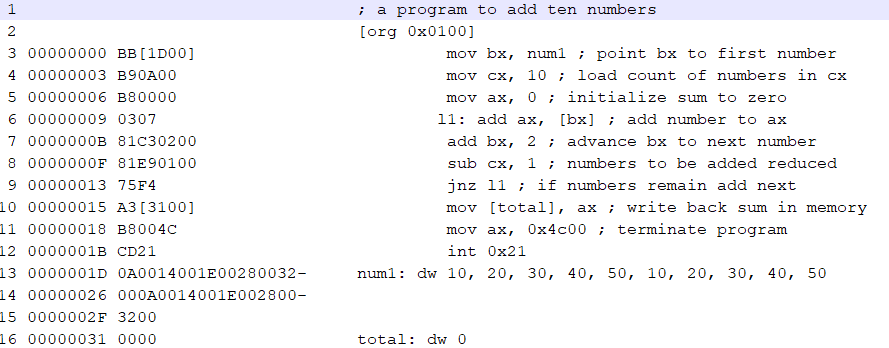 1 ; a program to add ten numbers
2 [org 0x0100]
3 00000000 BB[1D00] mov bx, num1 ; point bx to first number
4 00000003 B90A00 mov cx, 10 ; load count of numbers in cx
5 00000006 B80000 mov ax, 0 ; initialize sum to zero
6 00000009 0307 l1: add ax, [bx] ; add number to ax
7 0000000B 81C30200 add bx, 2 ; advance bx to next number
8 0000000F 81E90100 sub cx, 1 ; numbers to be added reduced
9 00000013 75F4 jnz l1 ; if numbers remain add next
10 00000015 A3[3100] mov [total], ax ; write back sum in memory
11 00000018 B8004C mov ax, 0x4c00 ; terminate program
12 0000001B CD21 int 0x21
13 0000001D 0A0014001E00280032- num1: dw 10, 20, 30, 40, 50, 10, 20, 30, 40, 50
14 00000026 000A0014001E002800-
15 0000002F 3200
16 00000031 0000 total: dw 0